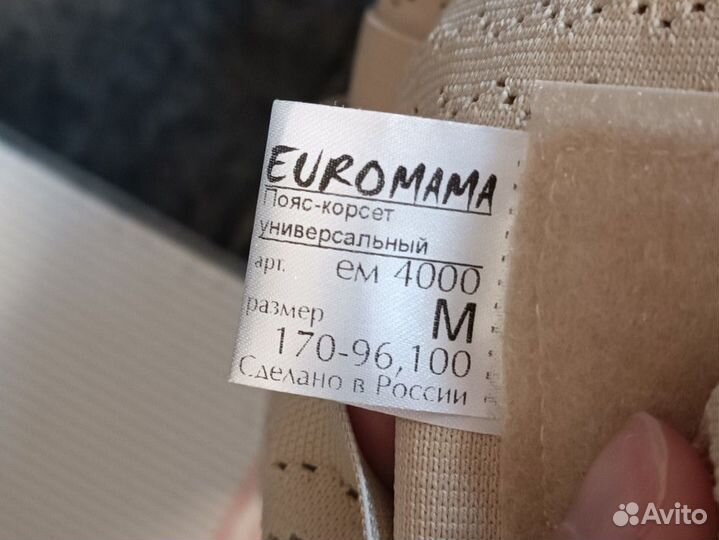 EUROMAMA
Пояс-корсет
универсальный
арт. ем 4000
размер M
170-96,100
Сделано в России
Avito